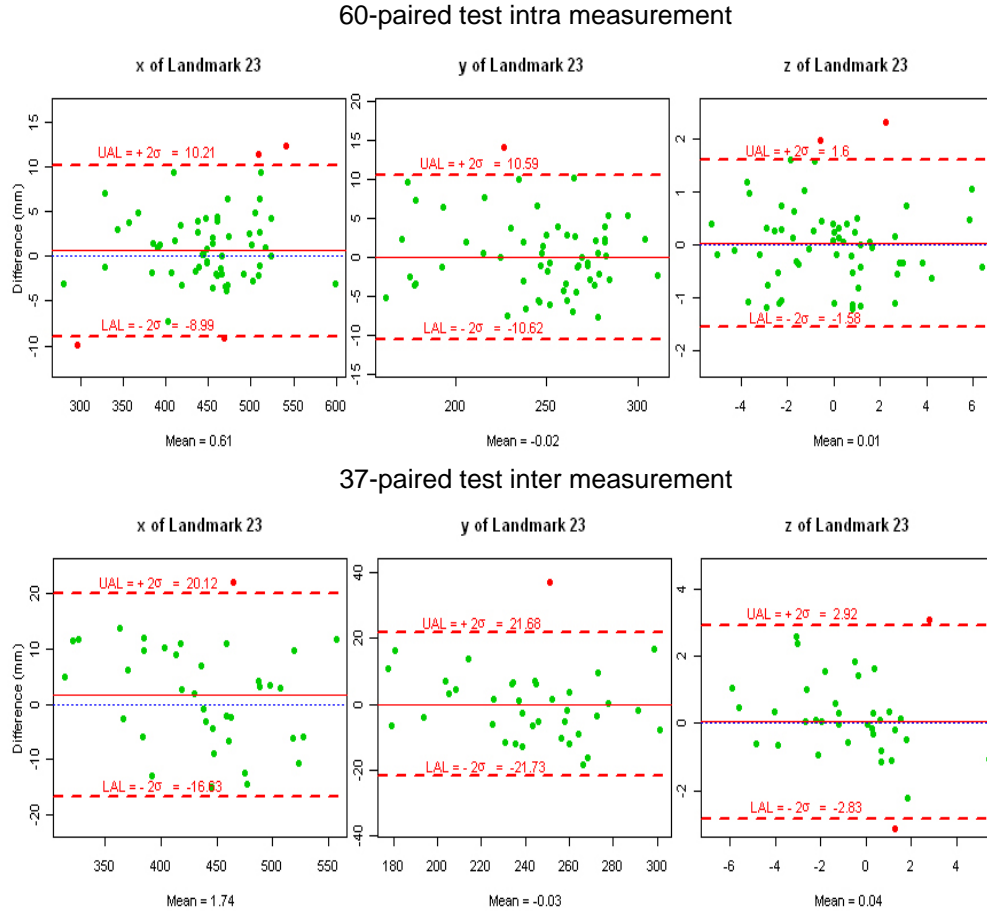 60-paired test intra measurement
x of Landmark 23
y of Landmark 23
z of Landmark 23
Difference (mm)
15
10
5
0
-5
-10
UAL = + 2σ = 10.21
LAL = - 2σ = -8.99
300 350 400 450 500 550 600
Mean = 0.61
20
15
10
5
0
-5
-10
-15
UAL = + 2σ = 10.59
LAL = - 2σ = -10.62
200 250 300
Mean = -0.02
2
1
0
-1
-2
UAL = + 2σ = 1.6
LAL = - 2σ = -1.58
-4 -2 0 2 4 6
Mean = 0.01
37-paired test inter measurement
x of Landmark 23
y of Landmark 23
z of Landmark 23
Difference (mm)
20
10
0
-10
-20
UAL = + 2σ = 20.12
LAL = - 2σ = -16.63
350 400 450 500 550
Mean = 1.74
40
20
0
-20
-40
UAL = + 2σ = 21.68
LAL = - 2σ = -21.73
180 200 220 240 260 280 300
Mean = -0.03
4
2
0
-2
UAL = + 2σ = 2.92
LAL = - 2σ = -2.83
-6 -4 -2 0 2 4
Mean = 0.04